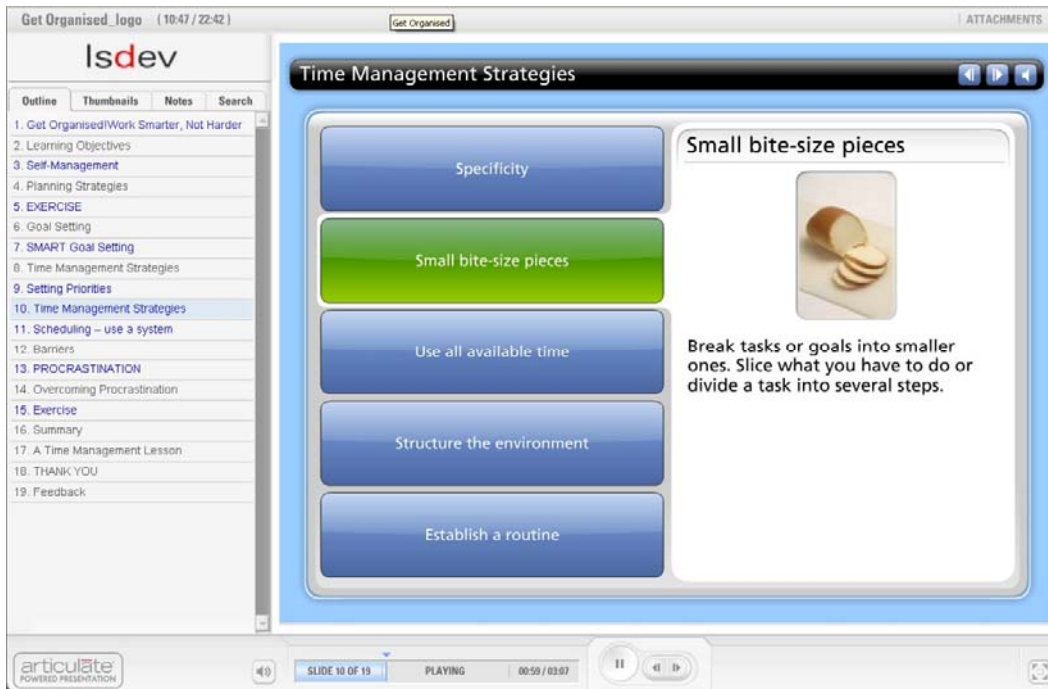 Get Organised_logo (10:47 / 22:42)
Get Organised
ATTACHMENTS
lsdev
Outline Thumbnails Notes Search
1. Get Organised!Work Smarter, Not Harder
2. Learning Objectives
3. Self-Management
4. Planning Strategies
5. EXERCISE
6. Goal Setting
7. SMART Goal Setting
8. Time Management Strategies
9. Setting Priorities
10. Time Management Strategies
11. Scheduling – use a system
12. Barriers
13. PROCRASTINATION
14. Overcoming Procrastination
15. Exercise
16. Summary
17. A Time Management Lesson
18. THANK YOU
19. Feedback
Time Management Strategies
Specificity
Small bite-size pieces
Use all available time
Structure the environment
Establish a routine
Small bite-size pieces
Break tasks or goals into smaller
ones. Slice what you have to do or
divide a task into several steps.
articulate
POWERED PRESENTATION
SLIDE 10 OF 19 PLAYING 00:59 / 03:07